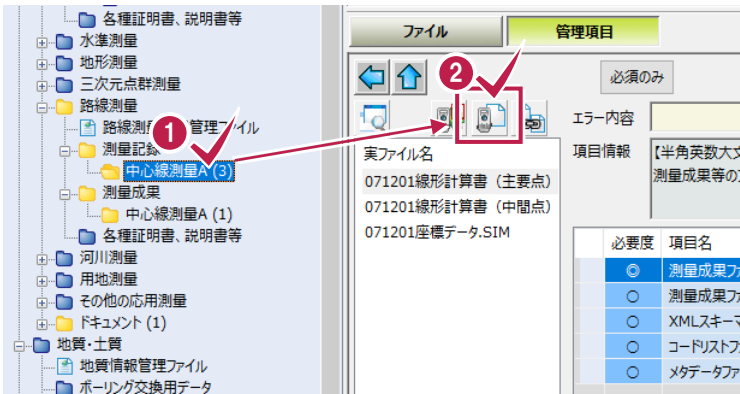 各種証明書、説明書等
水準測量
地形測量
三次元点群測量
路線測量
路線測 管理ファイル
1
測量記録
中心線測量A (3)
測量成果
中心線測量A (1)
各種証明書、説明書等
河川測量
用地測量
その他の応用測量
ドキュメント (1)
地質・土質
地質情報管理ファイル
ボーリング交換用データ
ファイル
管理項目
2
必須のみ
エラー内容
実ファイル名
071201線形計算書（主要点）
071201線形計算書（中間点）
071201座標データ.SIM
項目情報
【半角英数大文
測量成果等の
必要度 項目名
◎ 測量成果フ
○ 測量成果フ
○ XMLスキーマ
○ コードリストフ
○ メタデータファ